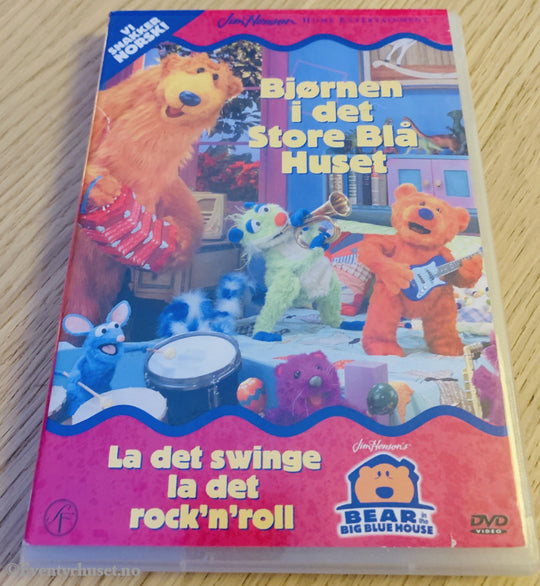 VI
SNAKKER
NORSK!
Jim Henson HOME ENTERTAINMENT
Bjørnen
i det
Store Blå
Huset
La det swinge
la det
rock'n'roll
Jim Henson's
BEAR in the
BIG BLUE HOUSE
SF
DVD
VIDEO
©Eventyrhuset.no